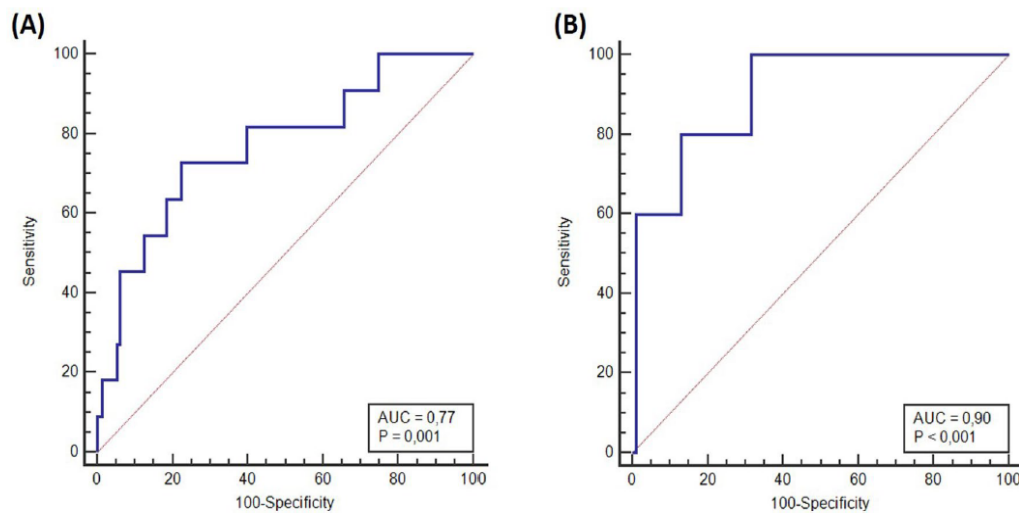 (A)
100
80
60
40
20
0
Sensitivity
0 20 40 60 80 100
100-Specificity
AUC = 0,77
P = 0,001
(B)
100
80
60
40
20
0
Sensitivity
0 20 40 60 80 100
100-Specificity
AUC = 0,90
P < 0,001